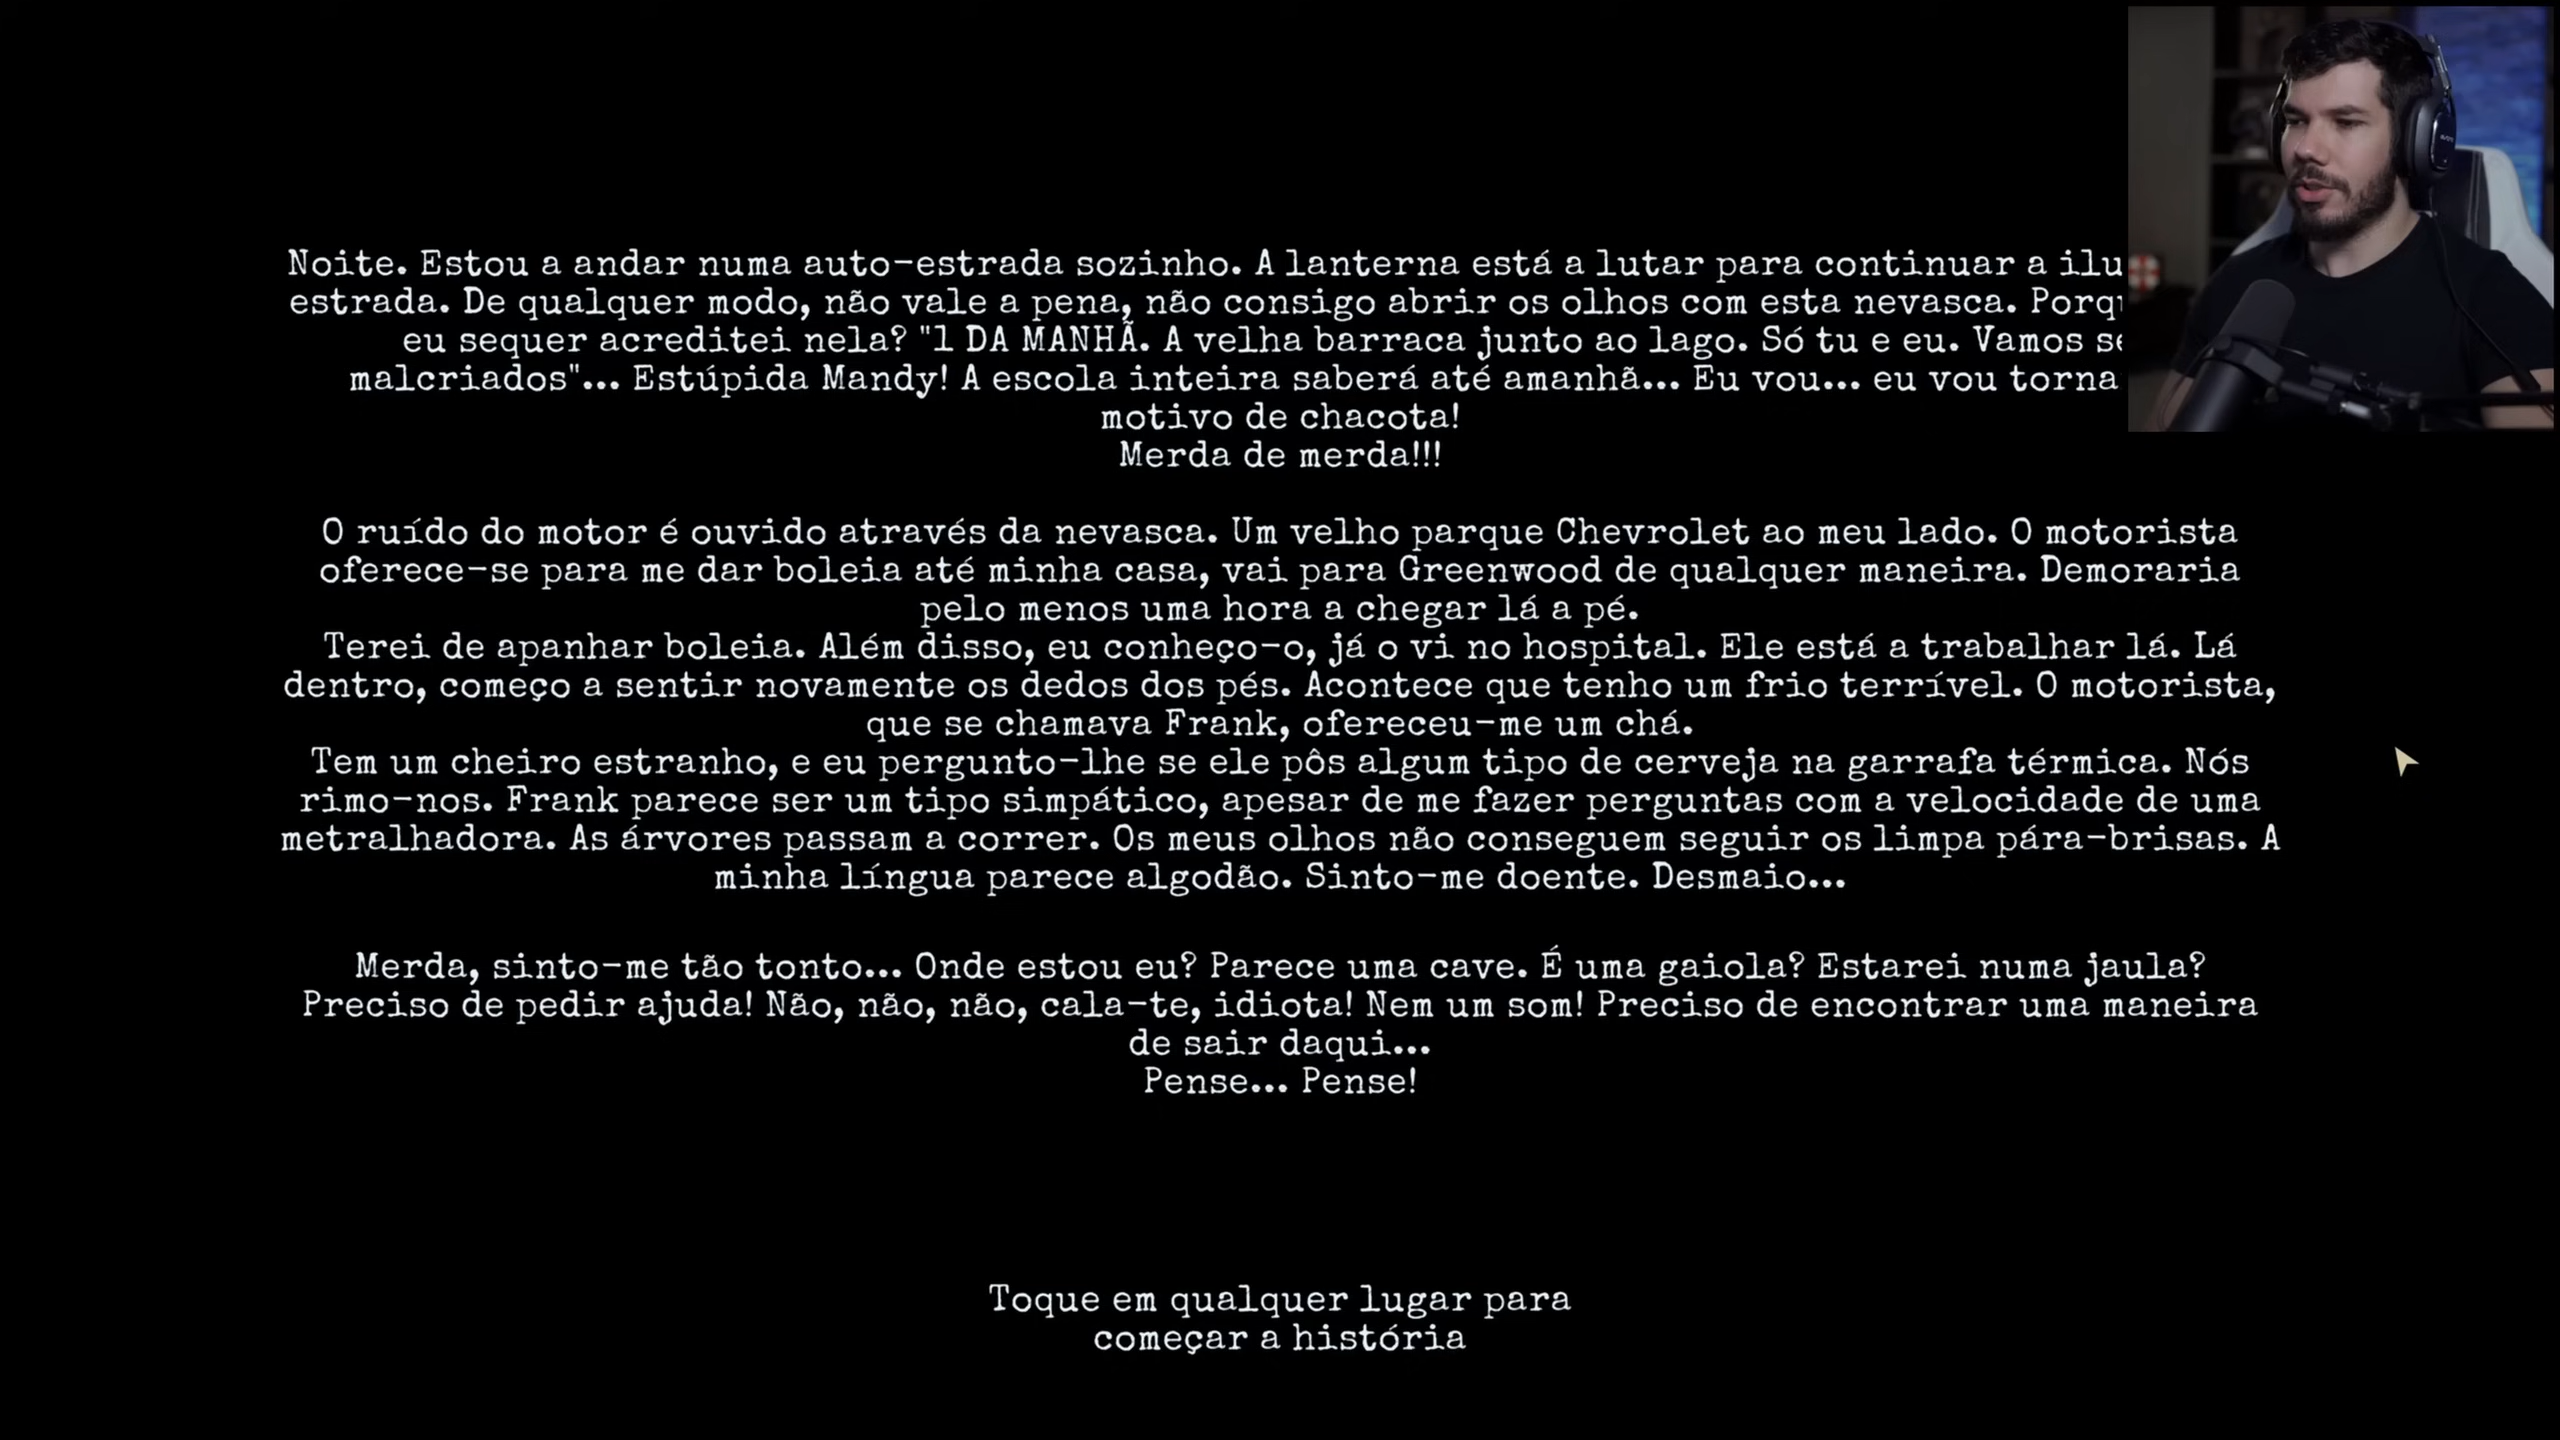 Noite. Estou a andar numa auto-estrada sozinho. A lanterna está a lutar para continuar a
estrada. De qualquer modo, não vale a pena, não consigo abrir os olhos com esta nevasca.
eu sequer acreditei nela? "1 DA MANHÃ. A velha barraca junto ao lago. Só tu e eu. Vamos
malcriados"... Estúpida Mandy! A escola inteira saberá até amanhã... Eu vou... eu vou
motivo de chacota!
Merda de merda!!!
O ruído do motor é ouvido através da nevasca. Um velho parque Chevrolet ao meu lado. O motorista
oferece-se para me dar boleia até minha casa, vai para Greenwood de qualquer maneira. Demoraria
pelo menos uma hora a chegar lá a pé.
Terei de apanhar boleia. Além disso, eu conheço-o, já o vi no hospital. Ele está a trabalhar lá. Lá
dentro, começo a sentir novamente os dedos dos pés. Acontece que tenho um frio terrível. O motorista,
que se chamava Frank, ofereceu-me um chá.
Tem um cheiro estranho, e eu pergunto-lhe se ele pôs algum tipo de cerveja na garrafa térmica. Nós
rimo-nos. Frank parece ser um tipo simpático, apesar de me fazer perguntas com a velocidade de uma
metralhadora. As árvores passam a correr. Os meus olhos não conseguem seguir os limpa pára-brisas. A
minha língua parece algodão. Sinto-me doente. Desmaio...
Merda, sinto-me tão tonto... Onde estou eu? Parece uma cave. É uma gaiola? Estarei numa jaula?
Preciso de pedir ajuda! Não, não, não, cala-te, idiota! Nem um som! Preciso de encontrar uma maneira
de sair daqui...
Pense... Pense!
Toque em qualquer lugar para
começar a história